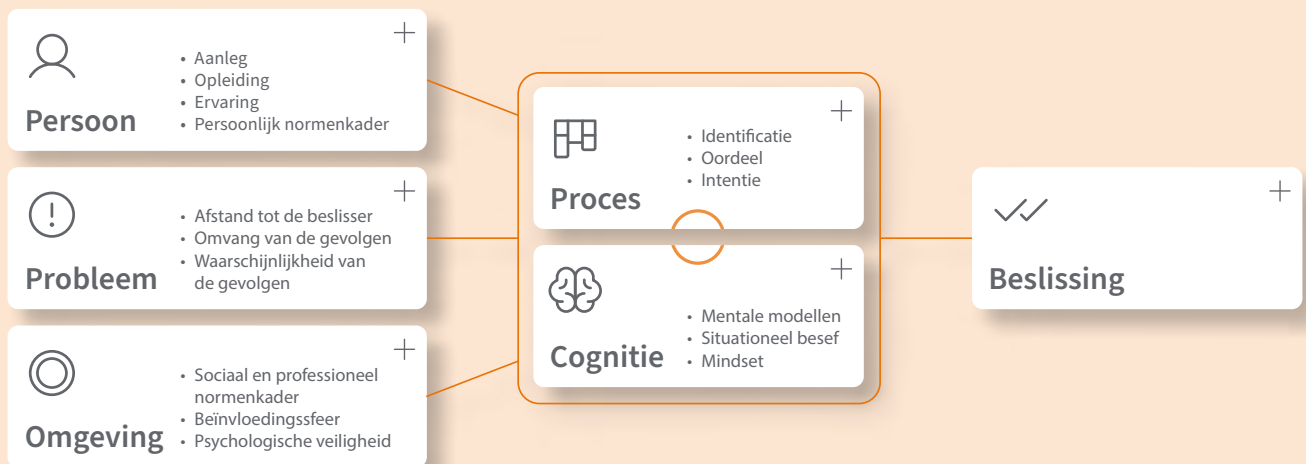 Persoon
• Aanleg
• Opleiding
• Ervaring
• Persoonlijk normenkader
Probleem
• Afstand tot de beslisser
• Omvang van de gevolgen
• Waarschijnlijkheid van
de gevolgen
Omgeving
• Sociaal en professioneel
normenkader
• Beïnvloedingssfeer
• Psychologische veiligheid
Proces
• Identificatie
• Oordeel
• Intentie
Cognitie
• Mentale modellen
• Situationeel besef
• Mindset
Beslissing